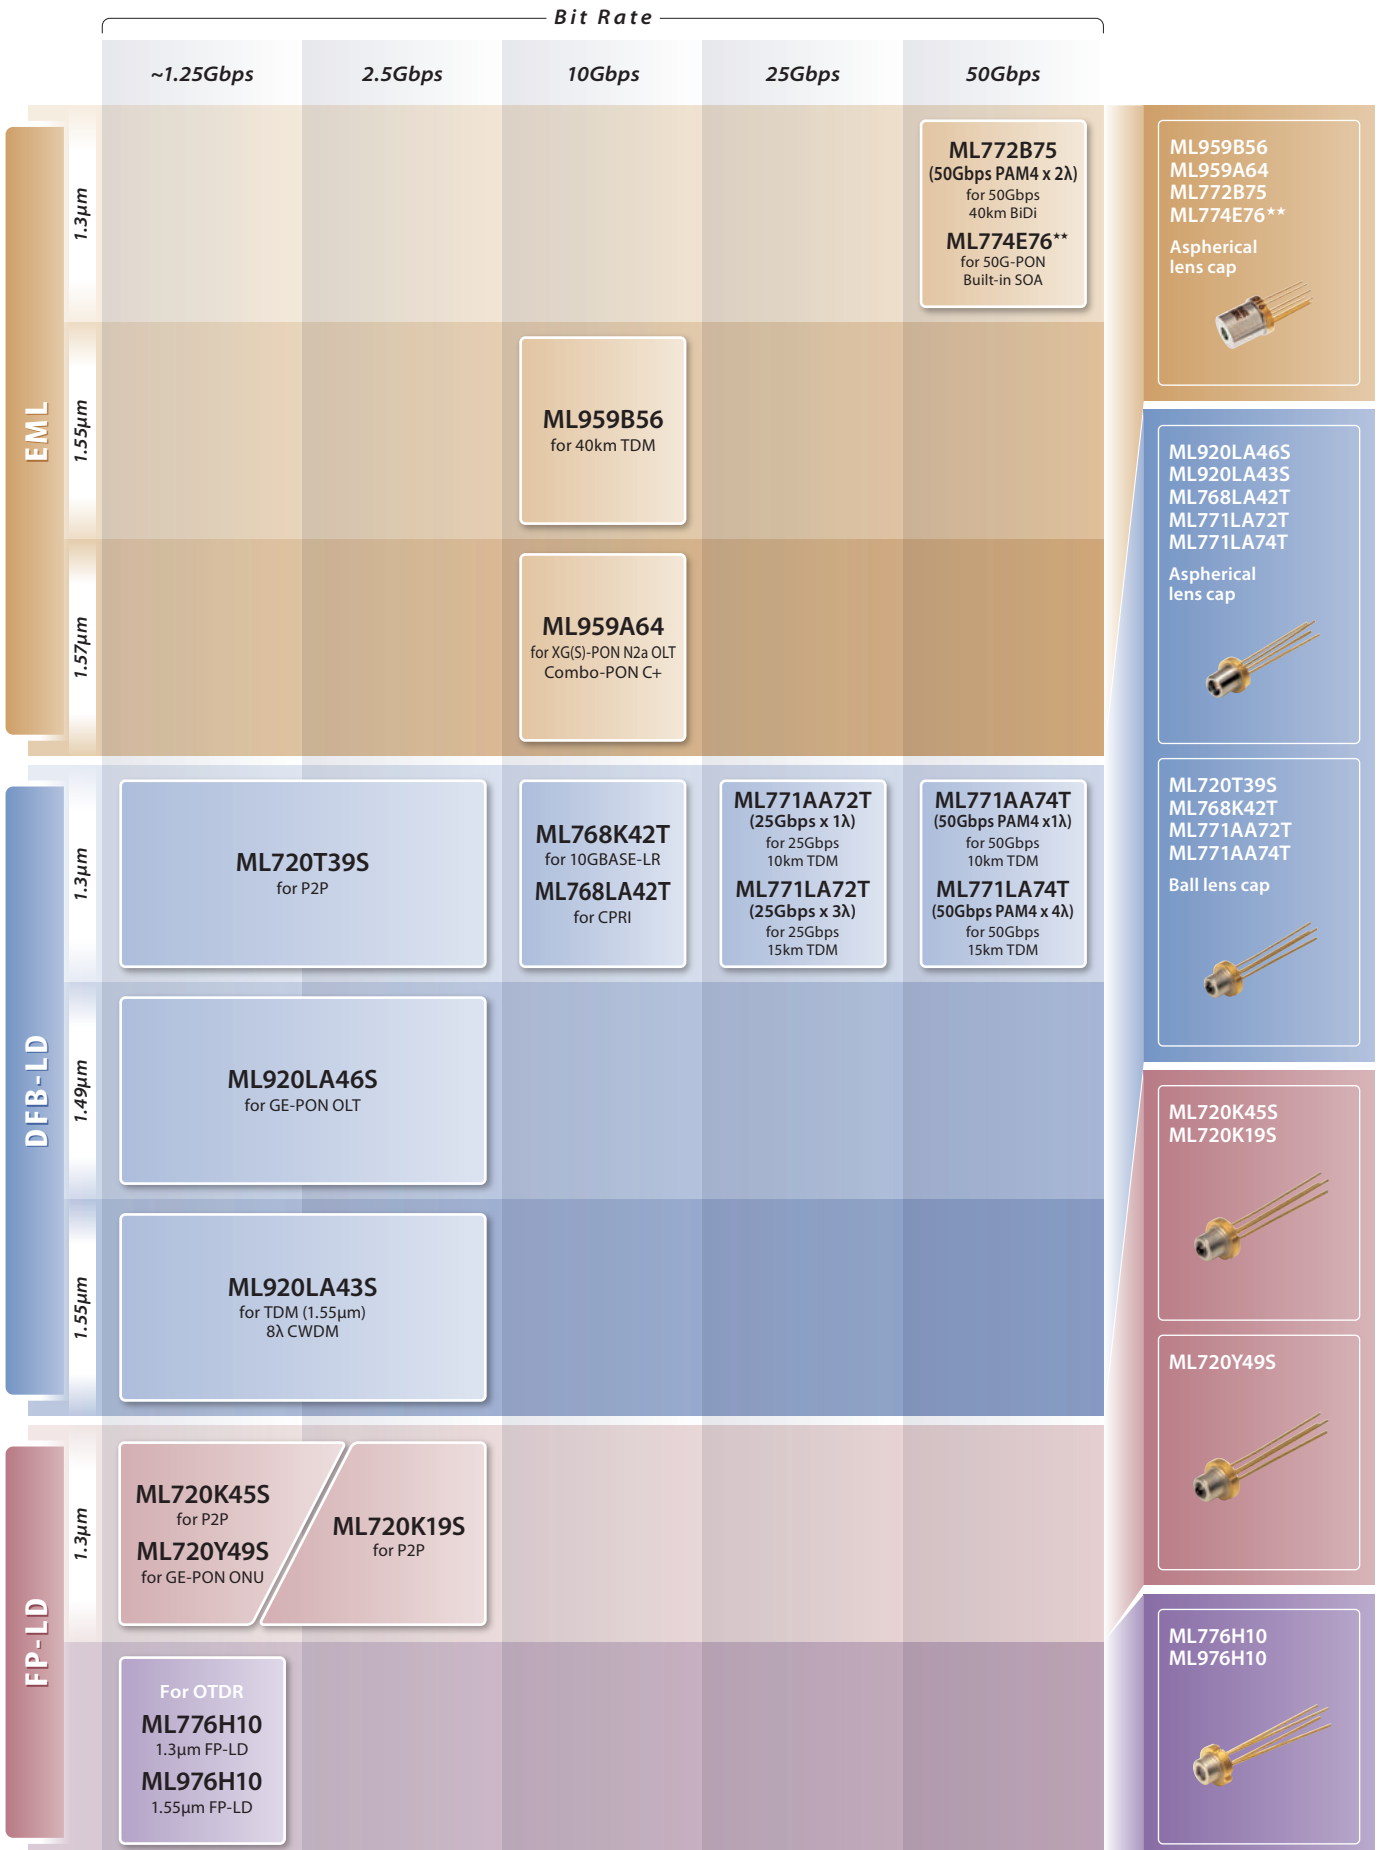 Bit Rate
~1.25Gbps
2.5Gbps
10Gbps
25Gbps
50Gbps
EML
1.3μm
ML772B75
(50Gbps PAM4 x 2λ)
for 50Gbps
40km BiDi
ML774E76★★
for 50G-PON
Built-in SOA
1.55μm
ML959B56
for 40km TDM
1.57μm
ML959A64
for XG(S)-PON N2a OLT
Combo-PON C+
DFB-LD
1.3μm
ML720T39S
for P2P
ML768K42T
for 10GBASE-LR
ML768LA42T
for CPRI
ML771AA72T
(25Gbps x 1λ)
for 25Gbps
10km TDM
ML771LA72T
(25Gbps x 3λ)
for 25Gbps
15km TDM
ML771AA74T
(50Gbps PAM4 x1λ)
for 50Gbps
10km TDM
ML771LA74T
(50Gbps PAM4 x 4λ)
for 50Gbps
15km TDM
1.49μm
ML920LA46S
for GE-PON OLT
1.55μm
ML920LA43S
for TDM (1.55μm)
8λ CWDM
FP-LD
1.3μm
ML720K45S
for P2P
ML720Y49S
for GE-PON ONU
ML720K19S
for P2P
For OTDR
ML776H10
1.3μm FP-LD
ML976H10
1.55μm FP-LD
ML959B56
ML959A64
ML772B75
ML774E76★★
Aspherical
lens cap
ML920LA46S
ML920LA43S
ML768LA42T
ML771LA72T
ML771LA74T
Aspherical
lens cap
ML720T39S
ML768K42T
ML771AA72T
ML771AA74T
Ball lens cap
ML720K45S
ML720K19S
ML720Y49S
ML776H10
ML976H10